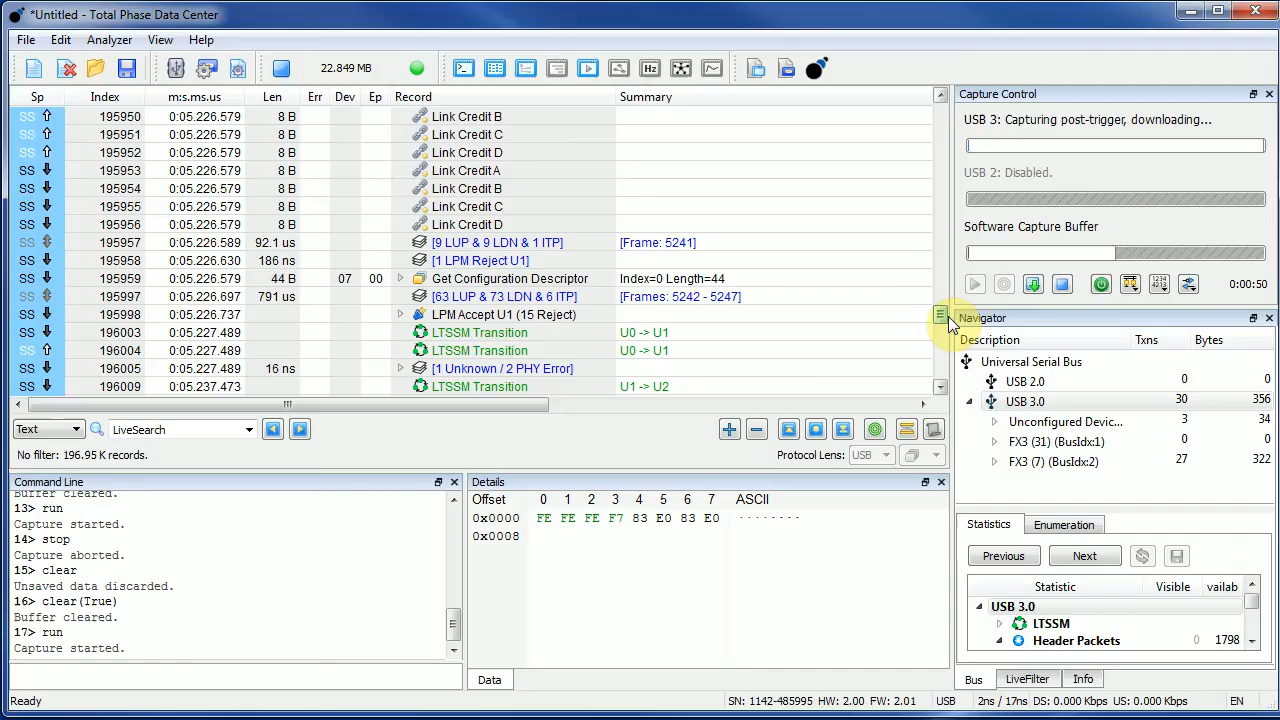 *Untitled - Total Phase Data Center
File Edit Analyzer View Help
22.849 MB
Sp Index m:s.ms.us Len Err Dev Ep Record Summary
SS 195950 0:05.226.579 8 B Link Credit B
SS 195951 0:05.226.579 8 B Link Credit C
SS 195952 0:05.226.579 8 B Link Credit D
SS 195953 0:05.226.579 8 B Link Credit A
SS 195954 0:05.226.579 8 B Link Credit B
SS 195955 0:05.226.579 8 B Link Credit C
SS 195956 0:05.226.579 8 B Link Credit D
SS 195957 0:05.226.589 92.1 us [9 LUP & 9 LDN & 1 ITP] [Frame: 5241]
SS 195958 0:05.226.630 186 ns [1 LPM Reject U1]
SS 195959 0:05.226.679 44 B 07 00 Get Configuration Descriptor Index=0 Length=44
SS 195997 0:05.226.697 791 us [63 LUP & 73 LDN & 6 ITP] [Frames: 5242 - 5247]
SS 195998 0:05.226.737 LPM Accept U1 (15 Reject)
SS 196003 0:05.227.489 LTSSM Transition U0 -> U1
SS 196004 0:05.227.489 LTSSM Transition U0 -> U1
SS 196005 0:05.227.489 16 ns [1 Unknown / 2 PHY Error]
SS 196009 0:05.237.473 LTSSM Transition U1 -> U2
Text LiveSearch
No filter: 196.95 K records. Protocol Lens: USB
Command Line
Buffer cleared.
13> run
Capture started.
14> stop
Capture aborted.
15> clear
Unsaved data discarded.
16> clear(True)
Buffer cleared.
17> run
Capture started.
Details
Offset 0 1 2 3 4 5 6 7 ASCII
0x0000 FE FE FE F7 83 E0 83 E0 ········
0x0008
Data
Capture Control
USB 3: Capturing post-trigger, downloading...
USB 2: Disabled.
Software Capture Buffer
0:00:50
Navigator
Description Txns Bytes
Universal Serial Bus
USB 2.0 0 0
USB 3.0 30 356
Unconfigured Devic... 3 34
FX3 (31) (BusIdx:1) 0 0
FX3 (7) (BusIdx:2) 27 322
Statistics Enumeration
Previous Next
Statistic Visible vailab
USB 3.0
LTSSM
Header Packets 0 1798
Bus LiveFilter Info
Ready SN: 1142-485995 HW: 2.00 FW: 2.01 USB 2ns / 17ns DS: 0.000 Kbps US: 0.000 Kbps EN